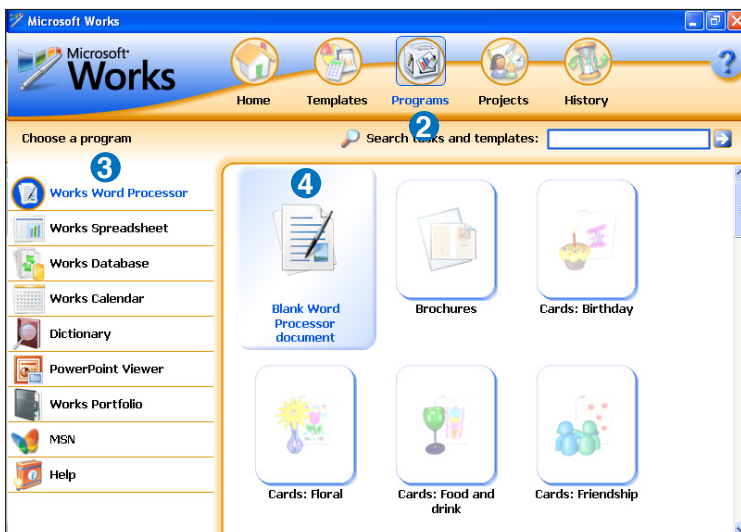 Microsoft Works
Microsoft®
Works
Home
Templates
Programs
Projects
History
?
2
Choose a program
Search tasks and templates:
3
4
Works Word Processor
Works Spreadsheet
Works Database
Works Calendar
Dictionary
PowerPoint Viewer
Works Portfolio
MSN
Help
Blank Word
Processor
document
Brochures
Cards: Birthday
Cards: Floral
Cards: Food and
drink
Cards: Friendship